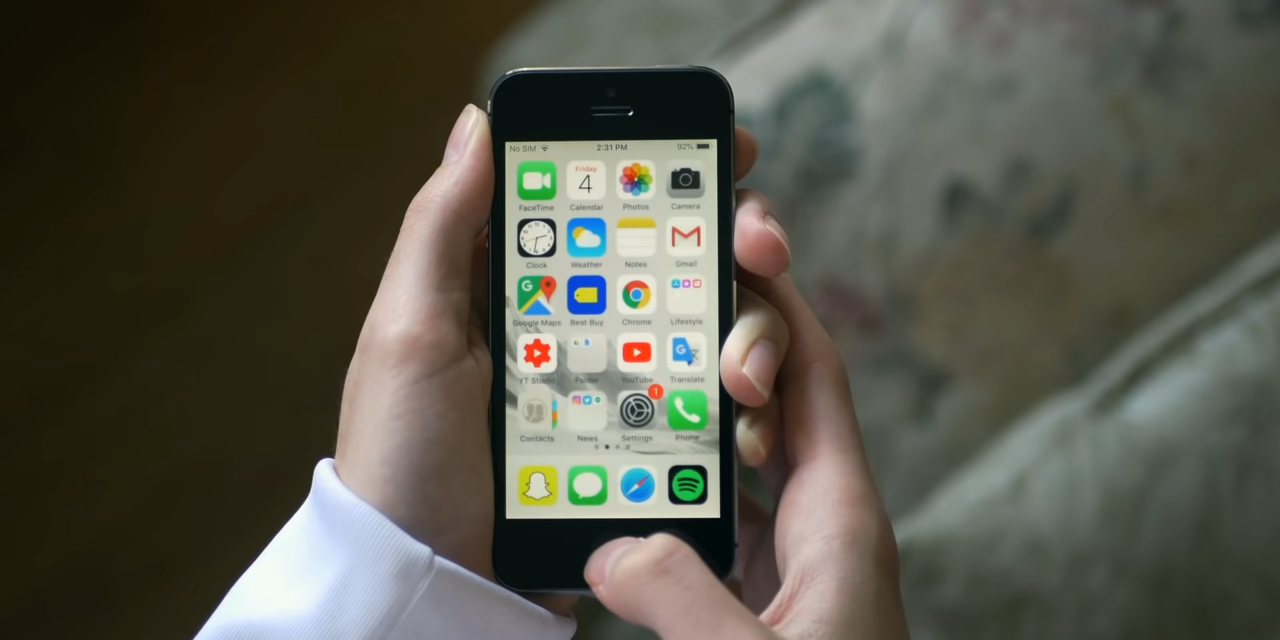 No SIM 2:31 PM 92%
Friday
4
FaceTime Calendar Photos Camera
Clock Weather Notes Gmail
G
Google Maps Best Buy Chrome Lifestyle
G
YT Studio Folder YouTube Translate
1
Contacts News Settings Phone